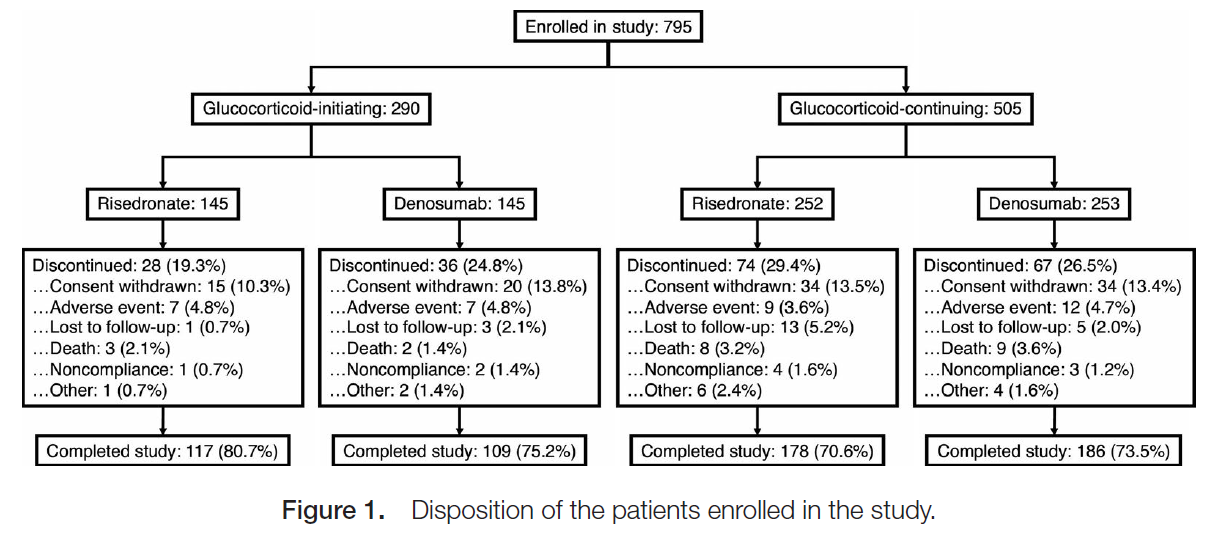 Enrolled in study: 795
Glucocorticoid-initiating: 290
Glucocorticoid-continuing: 505
Risedronate: 145
Denosumab: 145
Risedronate: 252
Denosumab: 253
Discontinued: 28 (19.3%)
...Consent withdrawn: 15 (10.3%)
...Adverse event: 7 (4.8%)
...Lost to follow-up: 1 (0.7%)
...Death: 3 (2.1%)
...Noncompliance: 1 (0.7%)
...Other: 1 (0.7%)
Discontinued: 36 (24.8%)
...Consent withdrawn: 20 (13.8%)
...Adverse event: 7 (4.8%)
...Lost to follow-up: 3 (2.1%)
...Death: 2 (1.4%)
...Noncompliance: 2 (1.4%)
...Other: 2 (1.4%)
Discontinued: 74 (29.4%)
...Consent withdrawn: 34 (13.5%)
...Adverse event: 9 (3.6%)
...Lost to follow-up: 13 (5.2%)
...Death: 8 (3.2%)
...Noncompliance: 4 (1.6%)
...Other: 6 (2.4%)
Discontinued: 67 (26.5%)
...Consent withdrawn: 34 (13.4%)
...Adverse event: 12 (4.7%)
...Lost to follow-up: 5 (2.0%)
...Death: 9 (3.6%)
...Noncompliance: 3 (1.2%)
...Other: 4 (1.6%)
Completed study: 117 (80.7%)
Completed study: 109 (75.2%)
Completed study: 178 (70.6%)
Completed study: 186 (73.5%)
Figure 1. Disposition of the patients enrolled in the study.